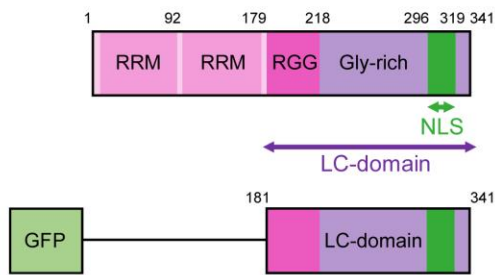 1 92 179 218 296 319 341
RRM RRM RGG Gly-rich
NLS
LC-domain
181 341
GFP LC-domain